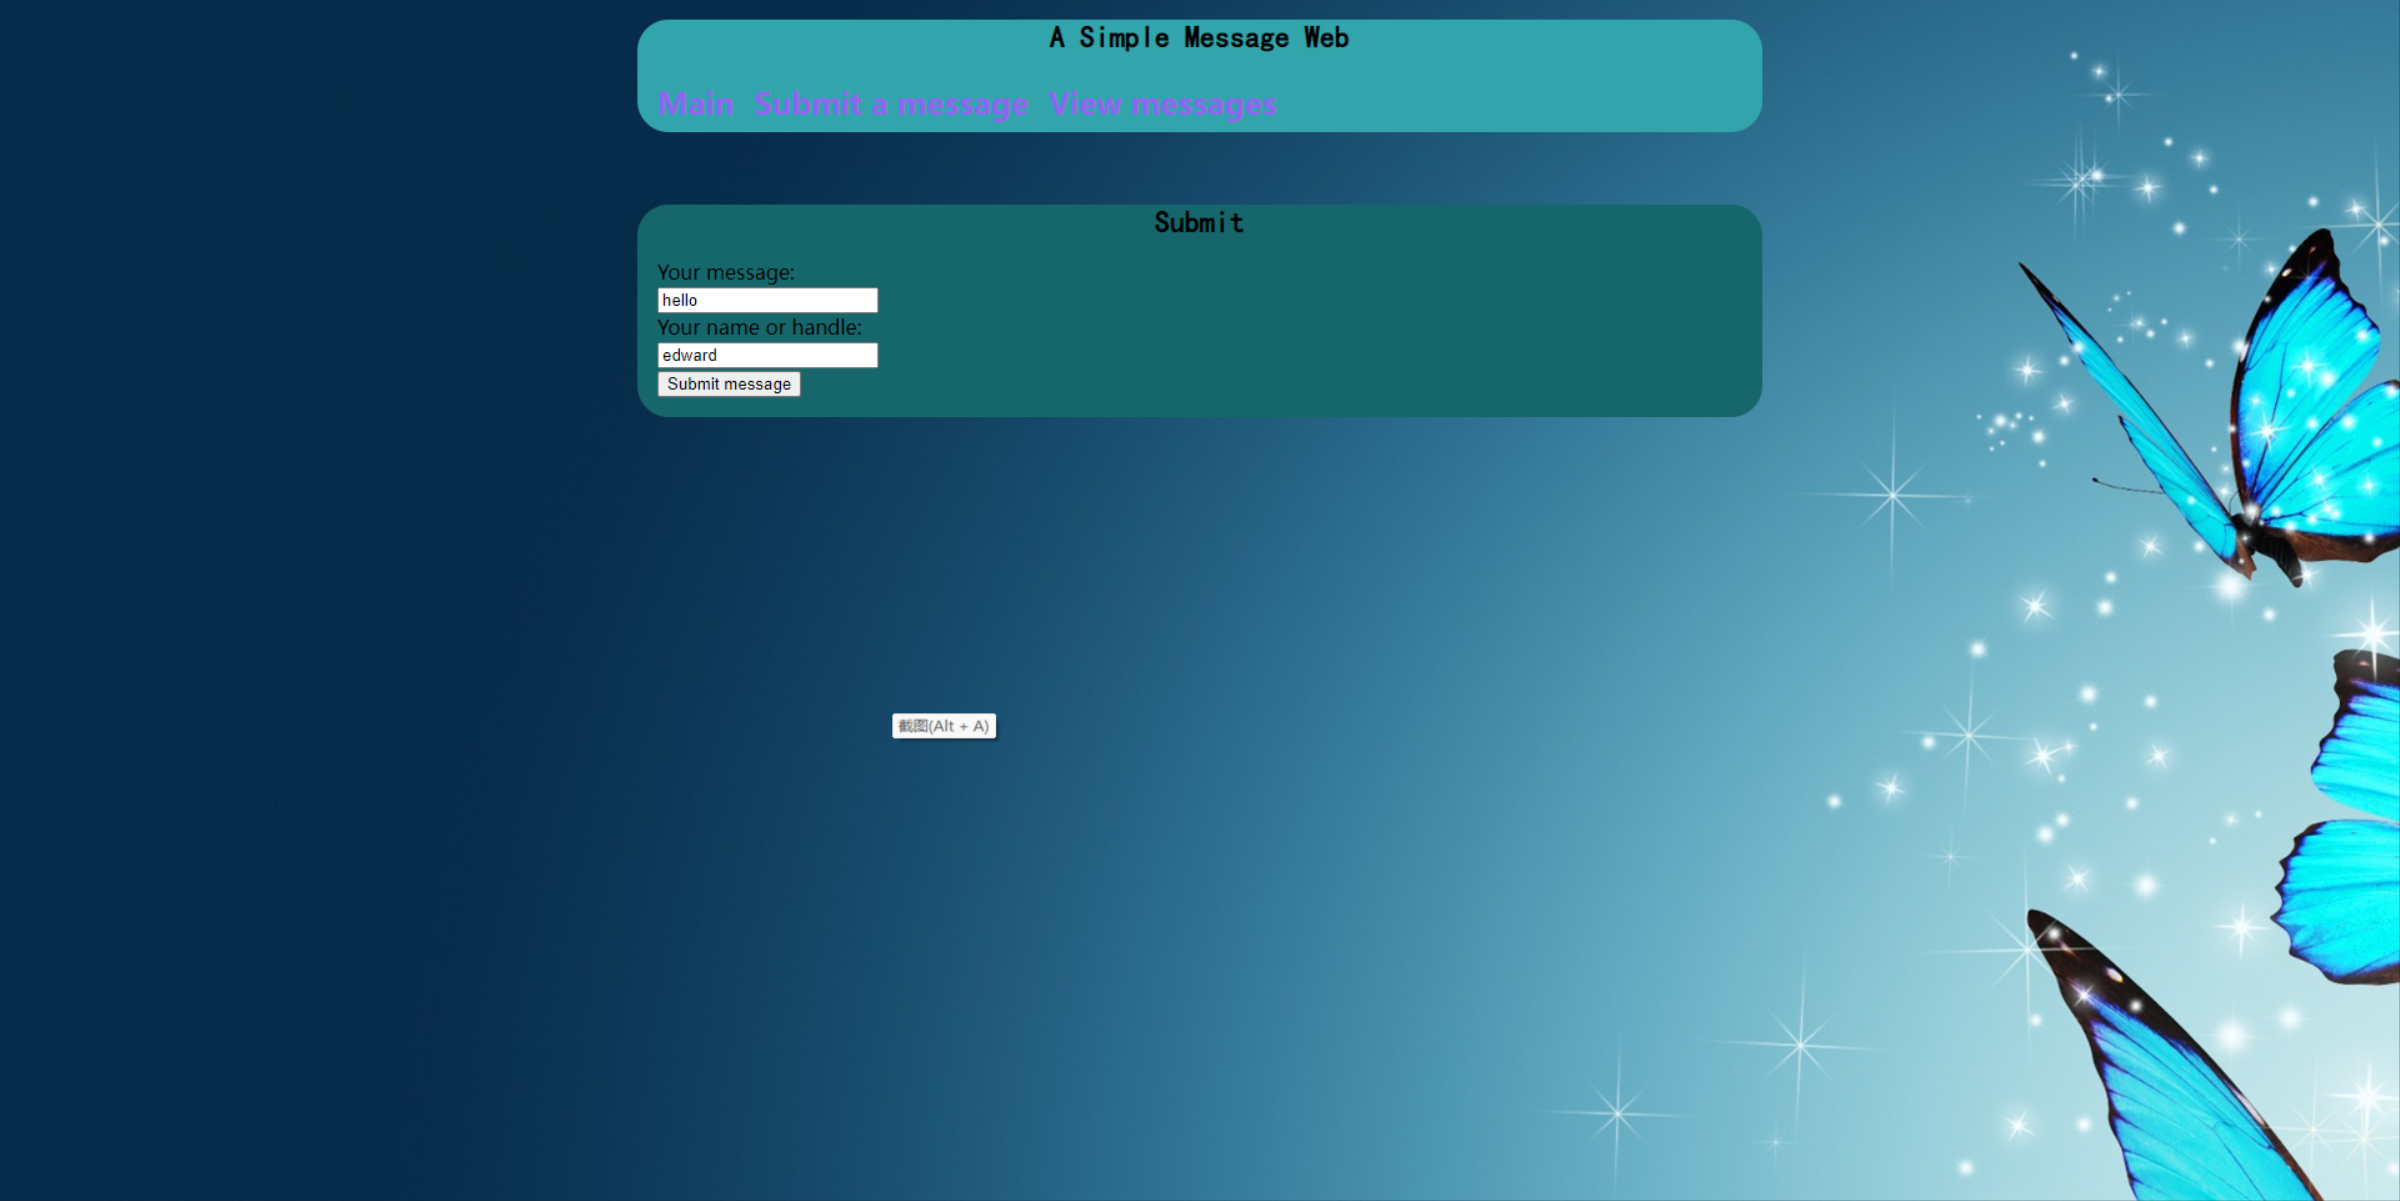 A Simple Message Web
Main Submit a message View messages
Submit
Your message:
hello
Your name or handle:
edward
Submit message
截图(Alt + A)